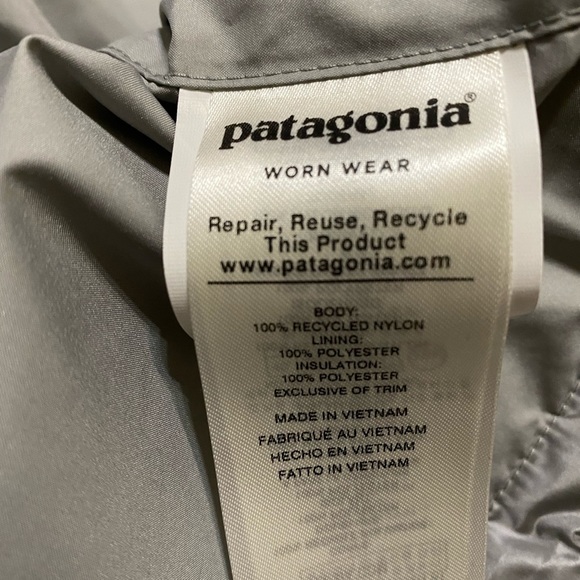 patagonia®
WORN WEAR
Repair, Reuse, Recycle
This Product
www.patagonia.com
BODY:
100% RECYCLED NYLON
LINING:
100% POLYESTER
INSULATION:
100% POLYESTER
EXCLUSIVE OF TRIM
MADE IN VIETNAM
FABRIQUÉ AU VIETNAM
HECHO EN VIETNAM
FATTO IN VIETNAM